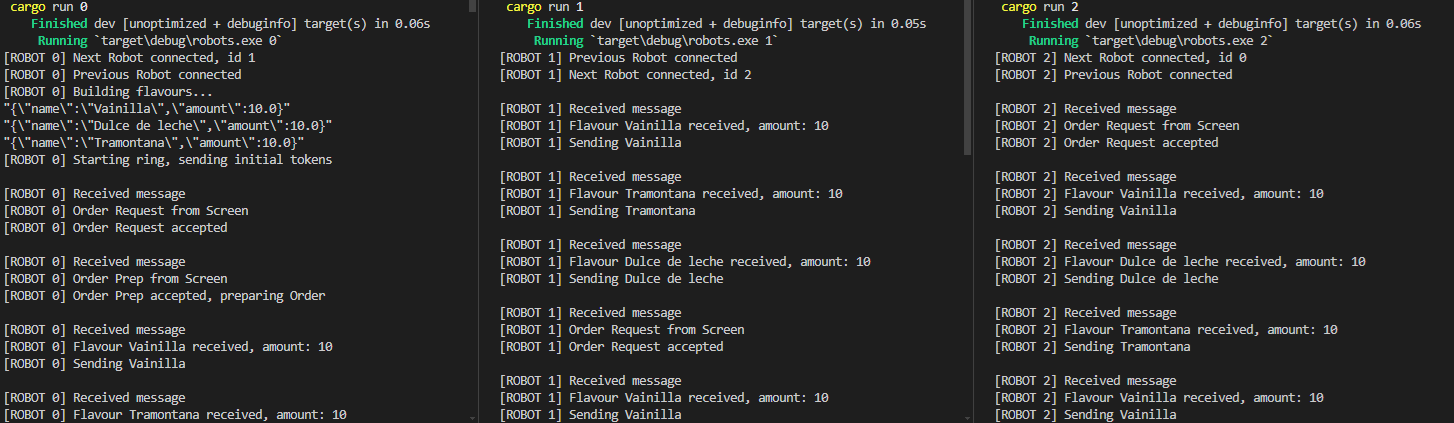 cargo run 0
Finished dev [unoptimized + debuginfo] target(s) in 0.06s
Running `target\debug\robots.exe 0`
[ROBOT 0] Next Robot connected, id 1
[ROBOT 0] Previous Robot connected
[ROBOT 0] Building flavours...
"{\"name\":\"Vainilla\",\"amount\":10.0}"
"{\"name\":\"Dulce de leche\",\"amount\":10.0}"
"{\"name\":\"Tramontana\",\"amount\":10.0}"
[ROBOT 0] Starting ring, sending initial tokens
[ROBOT 0] Received message
[ROBOT 0] Order Request from Screen
[ROBOT 0] Order Request accepted
[ROBOT 0] Received message
[ROBOT 0] Order Prep from Screen
[ROBOT 0] Order Prep accepted, preparing Order
[ROBOT 0] Received message
[ROBOT 0] Flavour Vainilla received, amount: 10
[ROBOT 0] Sending Vainilla
[ROBOT 0] Received message
[ROBOT 0] Flavour Tramontana received, amount: 10
cargo run 1
Finished dev [unoptimized + debuginfo] target(s) in 0.05s
Running `target\debug\robots.exe 1`
[ROBOT 1] Previous Robot connected
[ROBOT 1] Next Robot connected, id 2
[ROBOT 1] Received message
[ROBOT 1] Flavour Vainilla received, amount: 10
[ROBOT 1] Sending Vainilla
[ROBOT 1] Received message
[ROBOT 1] Flavour Tramontana received, amount: 10
[ROBOT 1] Sending Tramontana
[ROBOT 1] Received message
[ROBOT 1] Flavour Dulce de leche received, amount: 10
[ROBOT 1] Sending Dulce de leche
[ROBOT 1] Received message
[ROBOT 1] Order Request from Screen
[ROBOT 1] Order Request accepted
[ROBOT 1] Received message
[ROBOT 1] Flavour Vainilla received, amount: 10
[ROBOT 1] Sending Vainilla
cargo run 2
Finished dev [unoptimized + debuginfo] target(s) in 0.06s
Running `target\debug\robots.exe 2`
[ROBOT 2] Next Robot connected, id 0
[ROBOT 2] Previous Robot connected
[ROBOT 2] Received message
[ROBOT 2] Order Request from Screen
[ROBOT 2] Order Request accepted
[ROBOT 2] Received message
[ROBOT 2] Flavour Vainilla received, amount: 10
[ROBOT 2] Sending Vainilla
[ROBOT 2] Received message
[ROBOT 2] Flavour Dulce de leche received, amount: 10
[ROBOT 2] Sending Dulce de leche
[ROBOT 2] Received message
[ROBOT 2] Flavour Tramontana received, amount: 10
[ROBOT 2] Sending Tramontana
[ROBOT 2] Received message
[ROBOT 2] Flavour Vainilla received, amount: 10
[ROBOT 2] Sending Vainilla